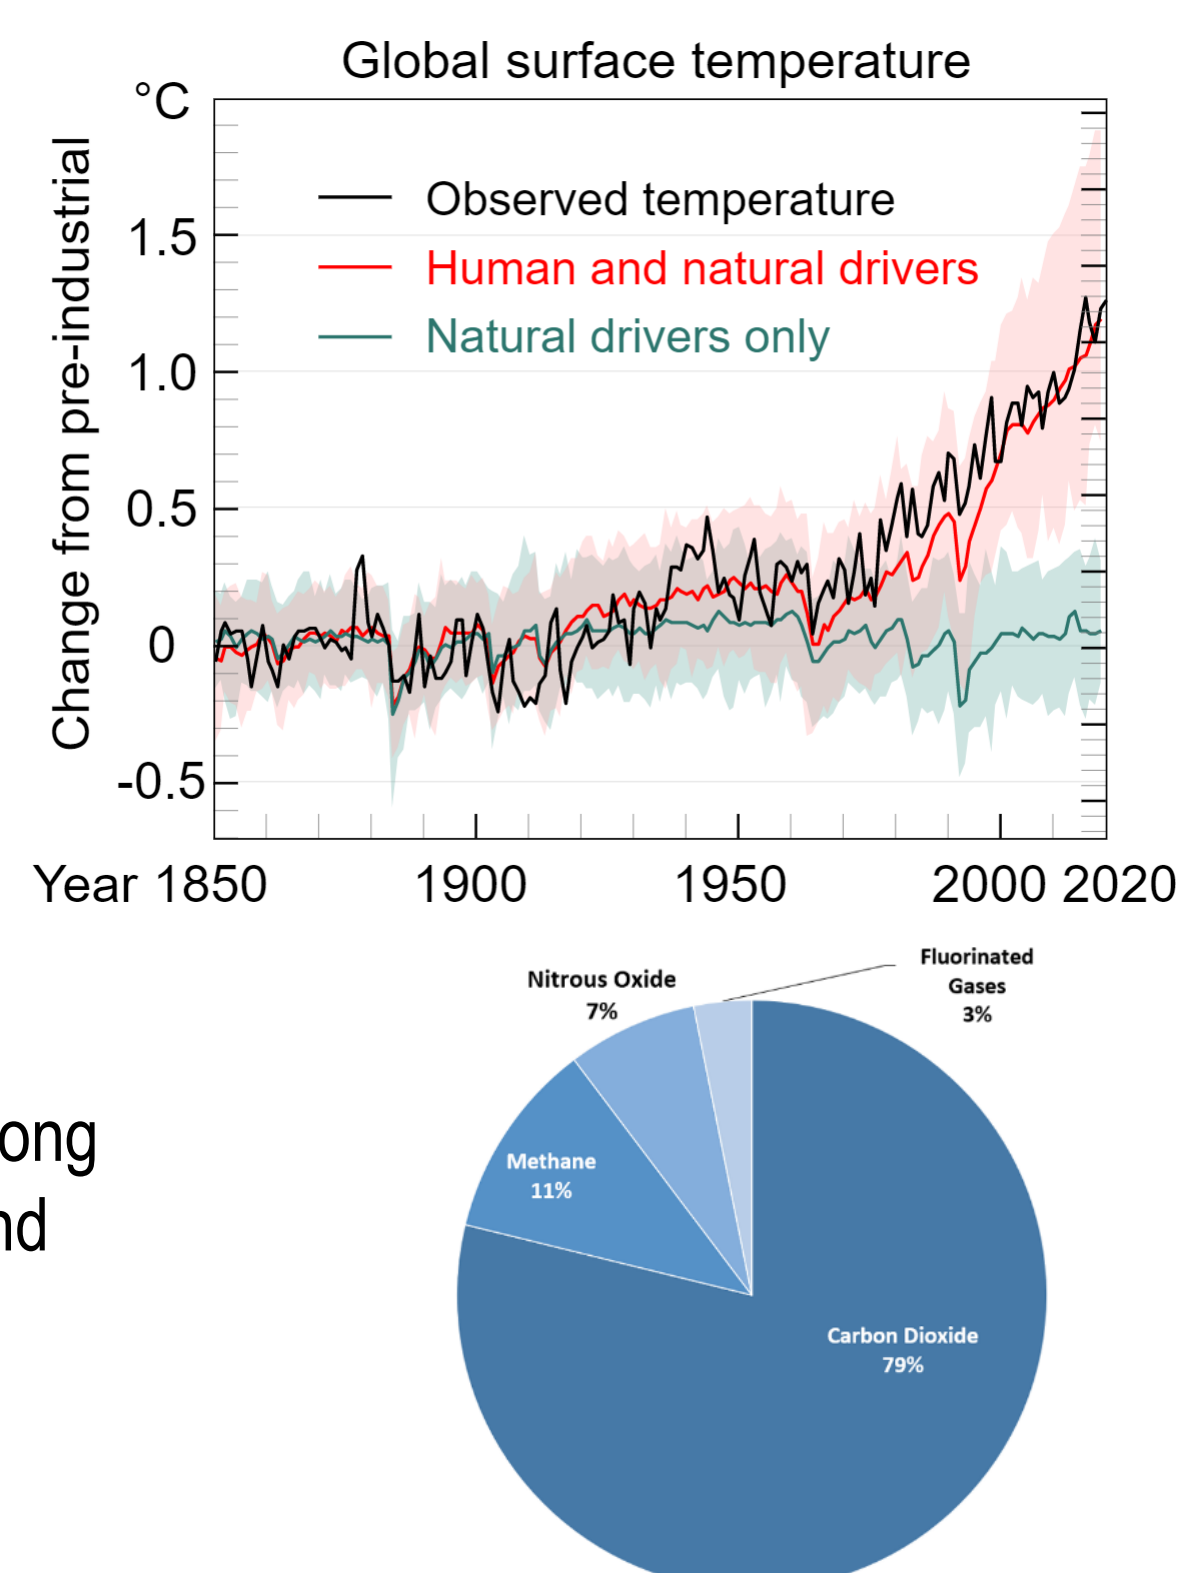 Global surface temperature
°C
Change from pre-industrial
Observed temperature
Human and natural drivers
Natural drivers only
1.5
1.0
0.5
0
-0.5
Year 1850 1900 1950 2000 2020
Nitrous Oxide
7%
Fluorinated
Gases
3%
ong
nd
Methane
11%
Carbon Dioxide
79%